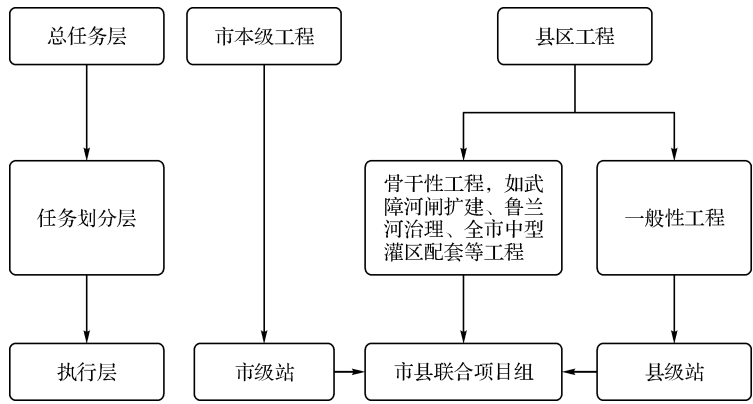 总任务层
市本级工程
县区工程
任务划分层
骨干性工程，如武
障河闸扩建、鲁兰
河治理、全市中型
灌区配套等工程
一般性工程
执行层
市级站
市县联合项目组
县级站